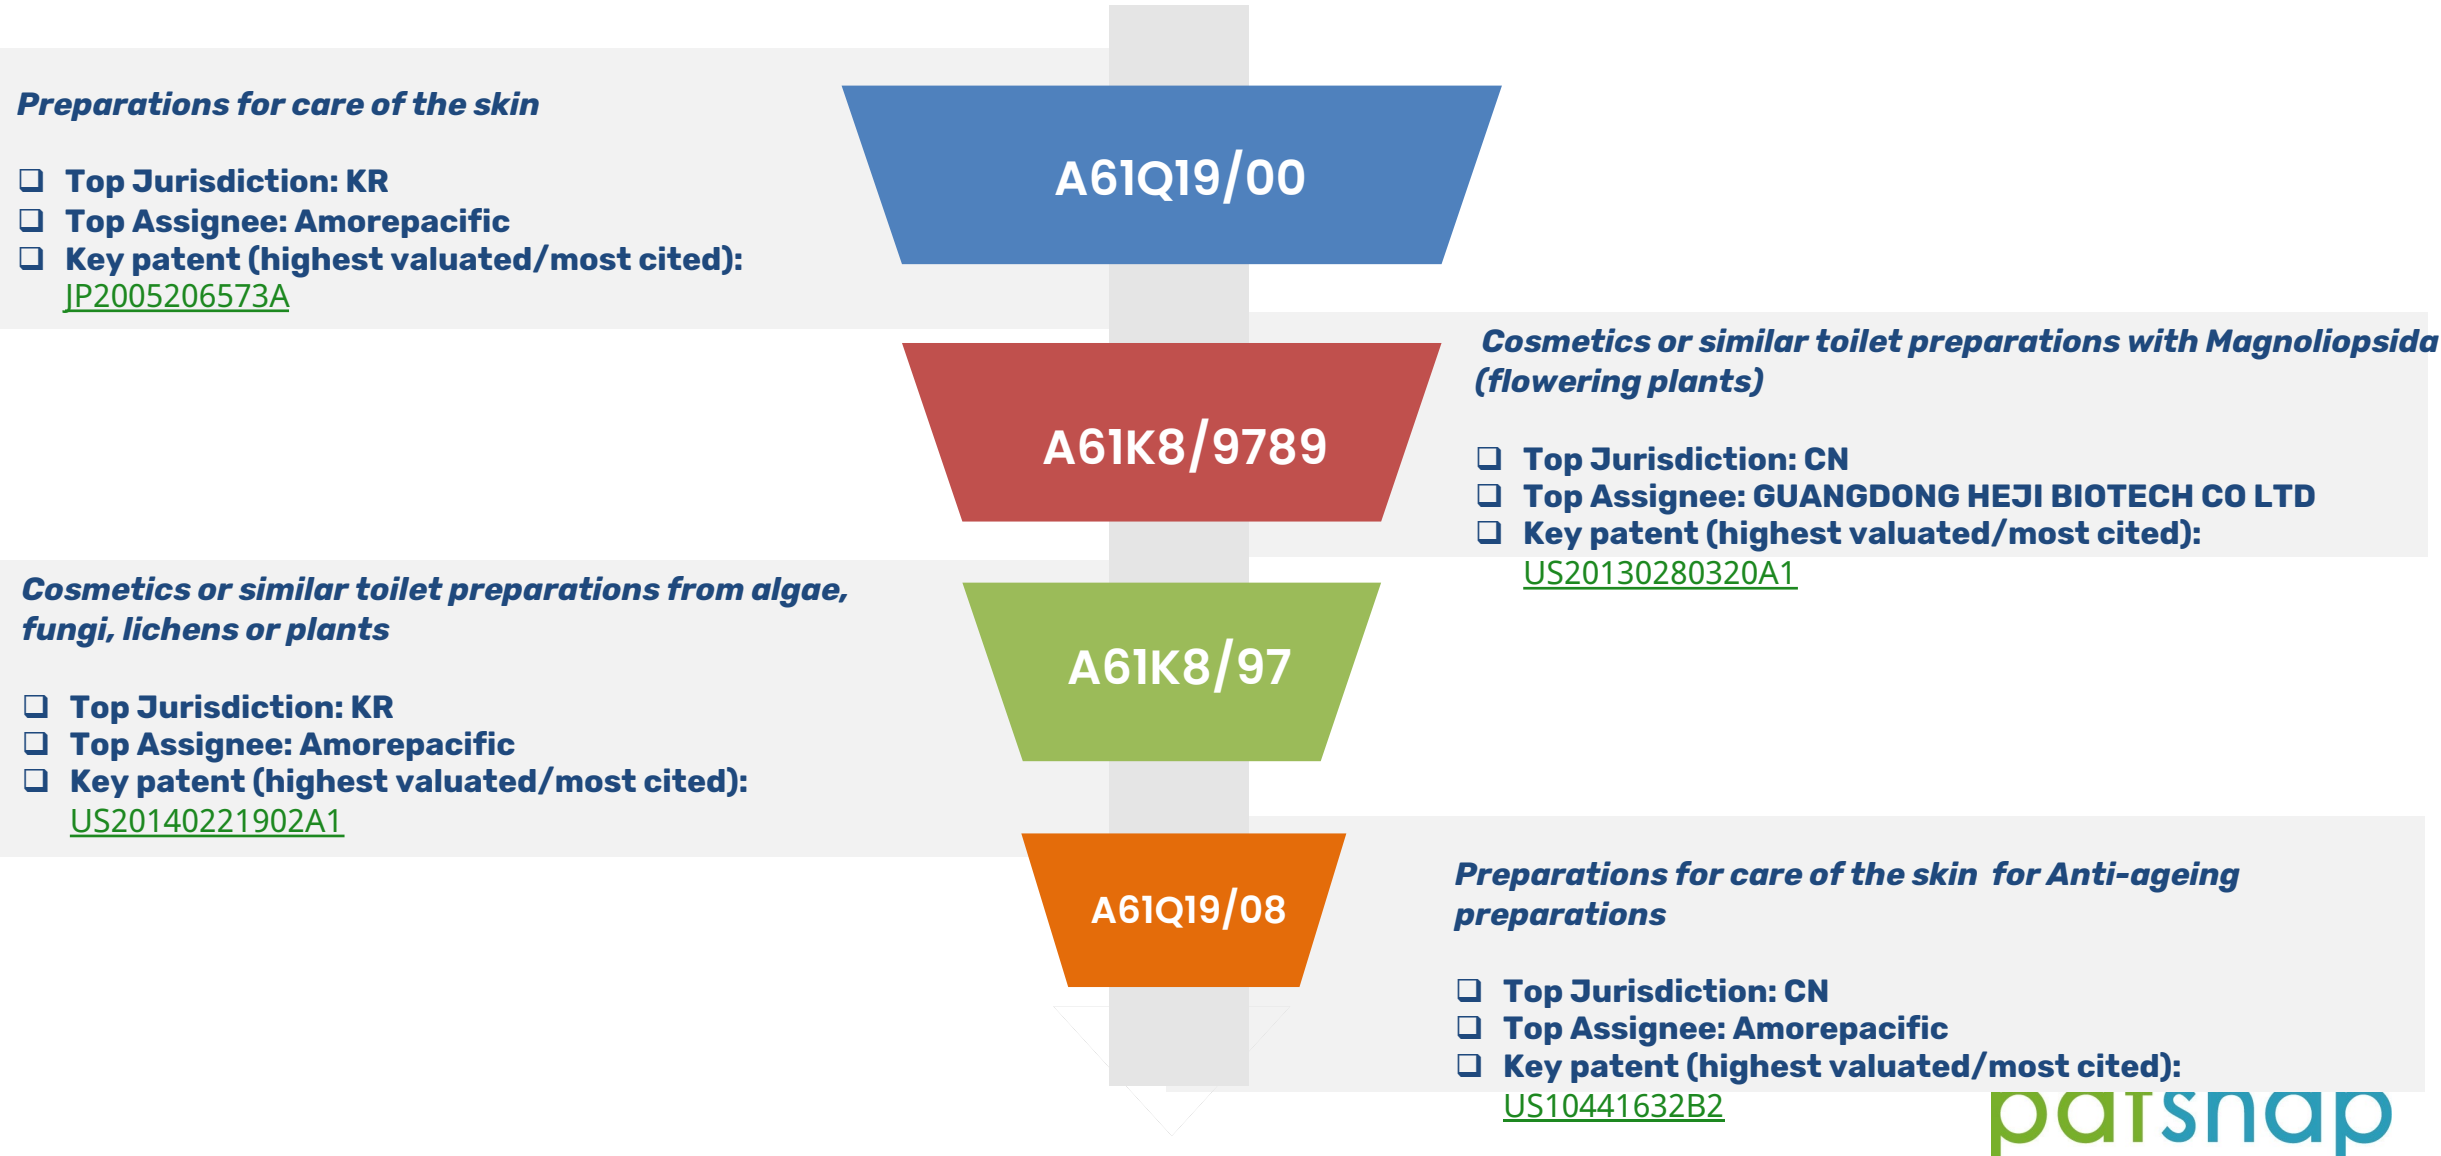 Preparations for care of the skin
❑ Top Jurisdiction: KR
❑ Top Assignee: Amorepacific
❑ Key patent (highest valuated/most cited):
JP2005206573A
A61Q19/00
Cosmetics or similar toilet preparations with Magnoliopsida
(flowering plants)
❑ Top Jurisdiction: CN
❑ Top Assignee: GUANGDONG HEJI BIOTECH CO LTD
❑ Key patent (highest valuated/most cited):
US20130280320A1
A61K8/9789
Cosmetics or similar toilet preparations from algae,
fungi, lichens or plants
❑ Top Jurisdiction: KR
❑ Top Assignee: Amorepacific
❑ Key patent (highest valuated/most cited):
US20140221902A1
A61K8/97
A61Q19/08
Preparations for care of the skin  for Anti-ageing
preparations
❑ Top Jurisdiction: CN
❑ Top Assignee: Amorepacific
❑ Key patent (highest valuated/most cited):
US10441632B2
patsnap